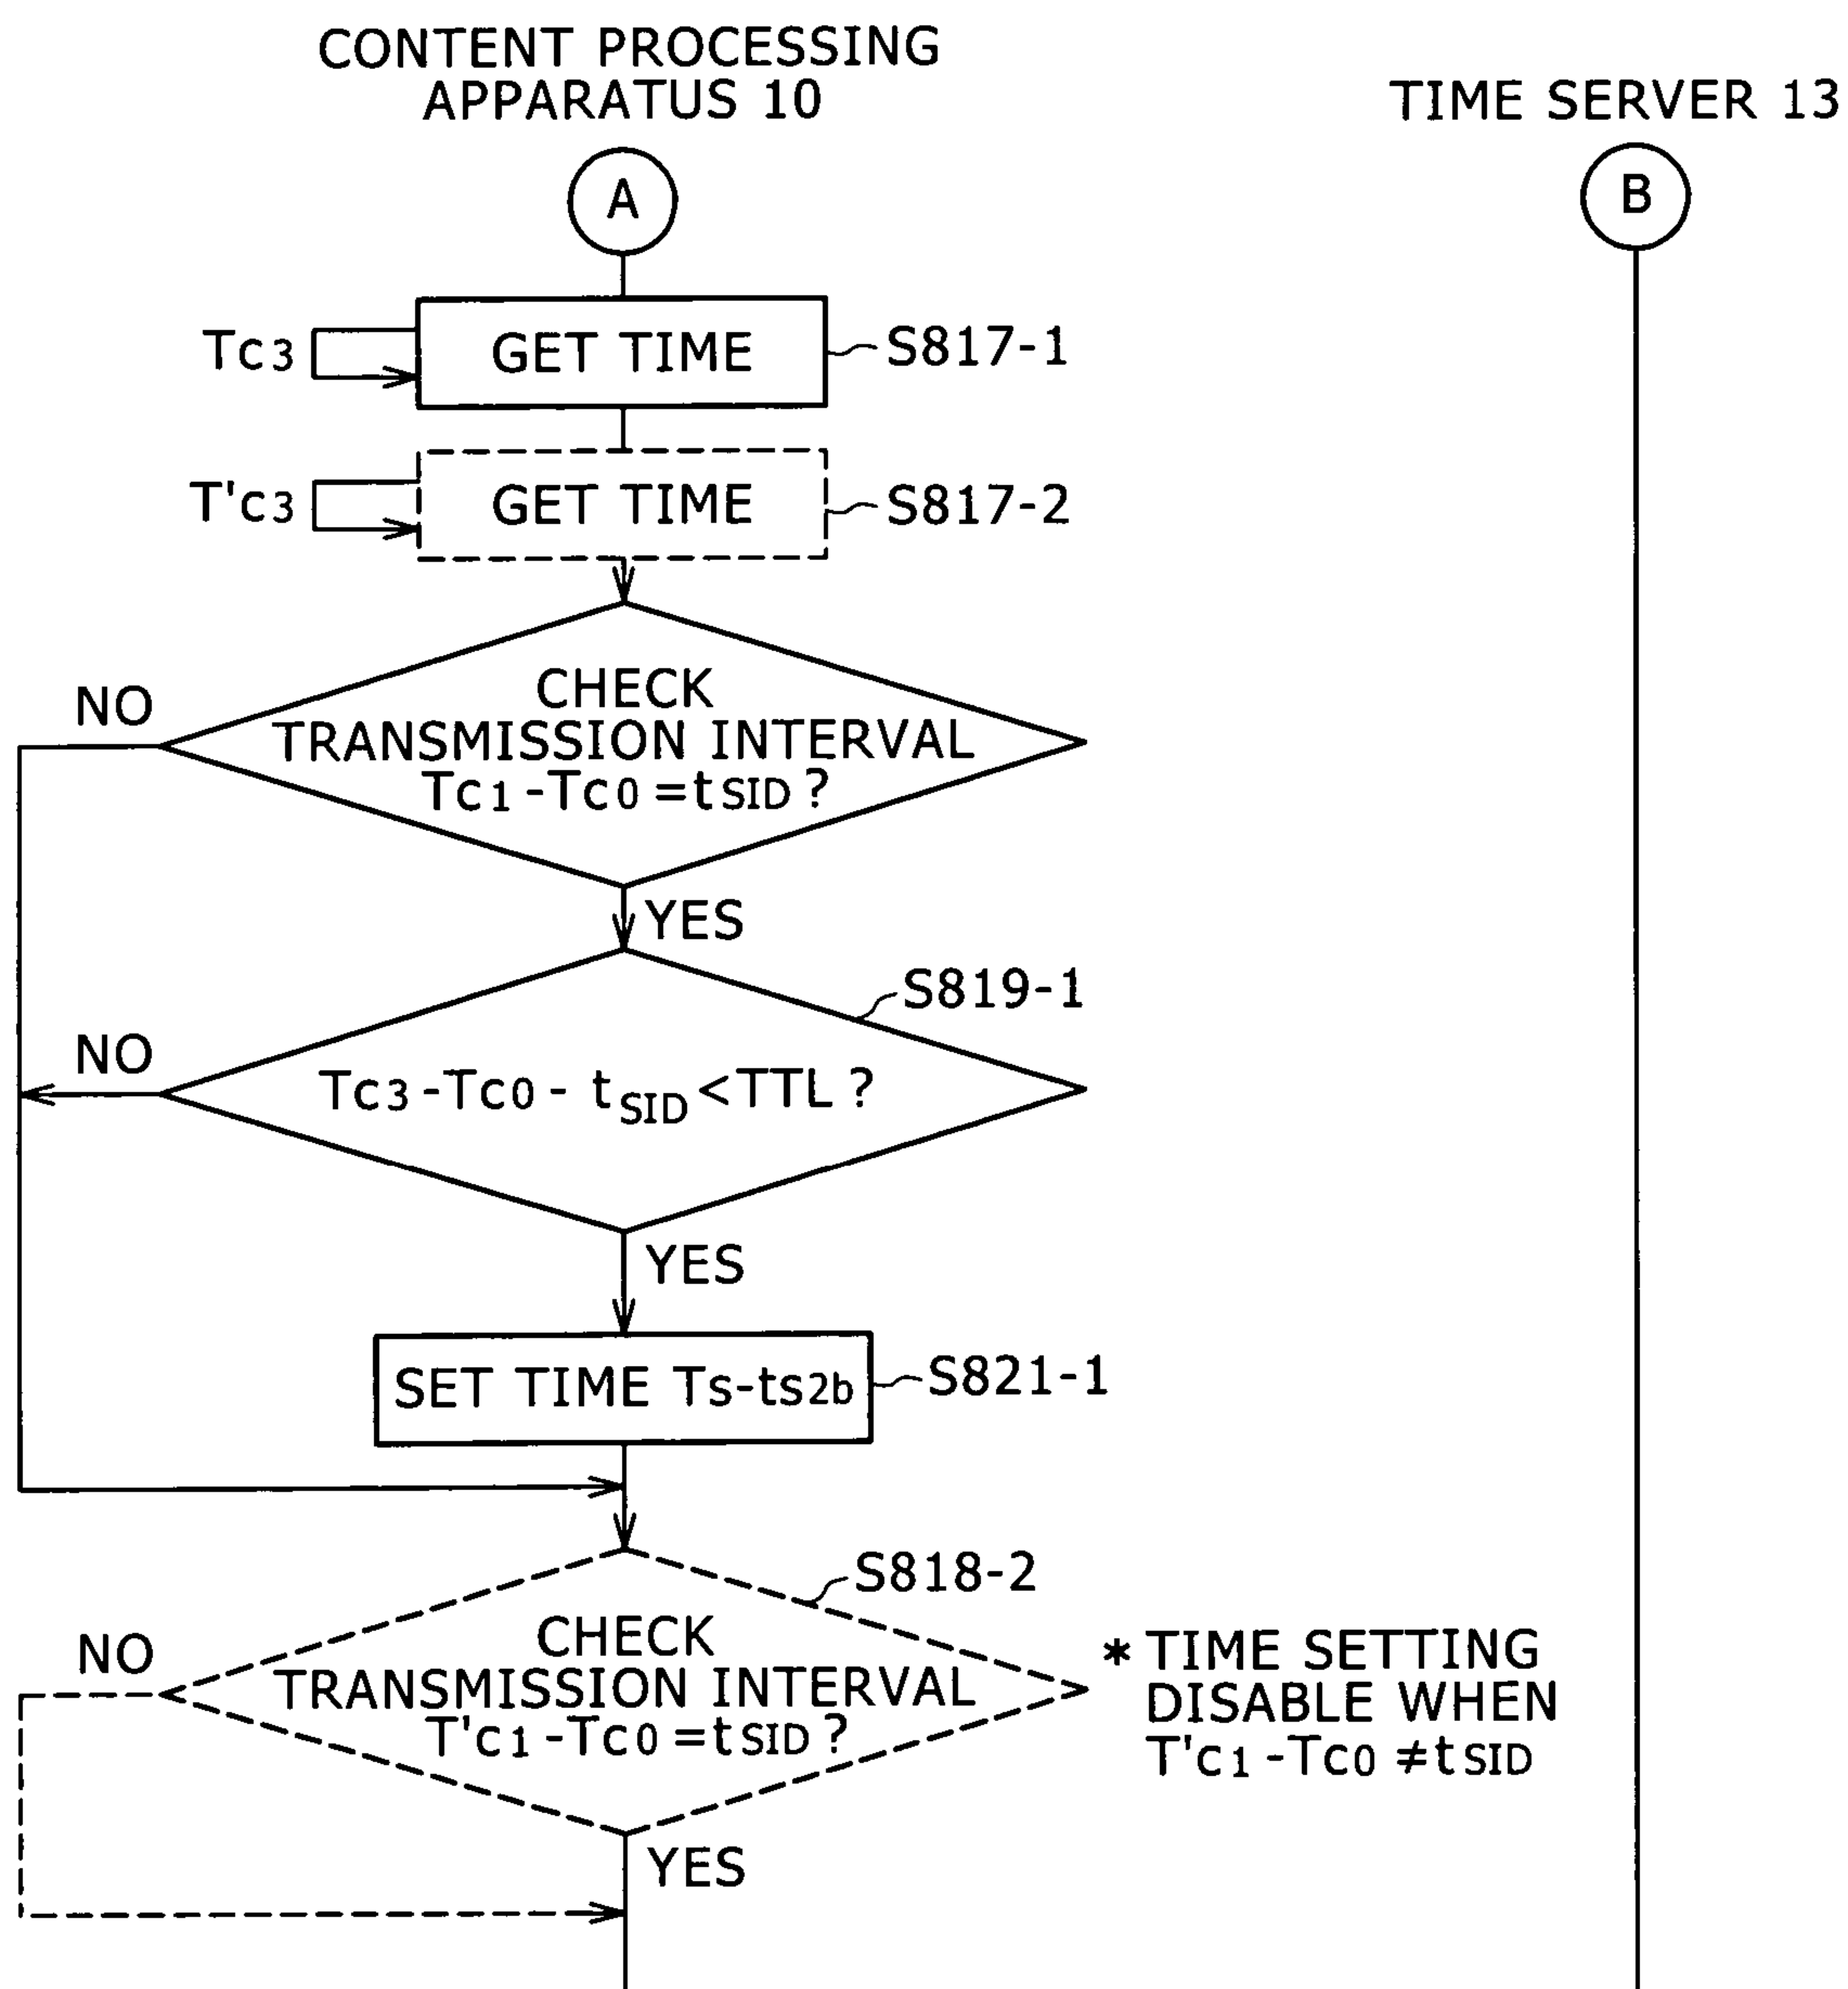 CONTENT PROCESSING
APPARATUS 10
TIME SERVER 13
A
B
Tc3
GET TIME
S817-1
T'c3
GET TIME
S817-2
NO
CHECK
TRANSMISSION INTERVAL
Tc1-Tc0=tSID?
YES
S819-1
NO
Tc3-Tc0-tSID<TTL?
YES
SET TIME Ts-ts2b
S821-1
S818-2
NO
CHECK
TRANSMISSION INTERVAL
T'c1-Tc0=tSID?
* TIME SETTING
DISABLE WHEN
T'c1-Tc0≠tSID
YES